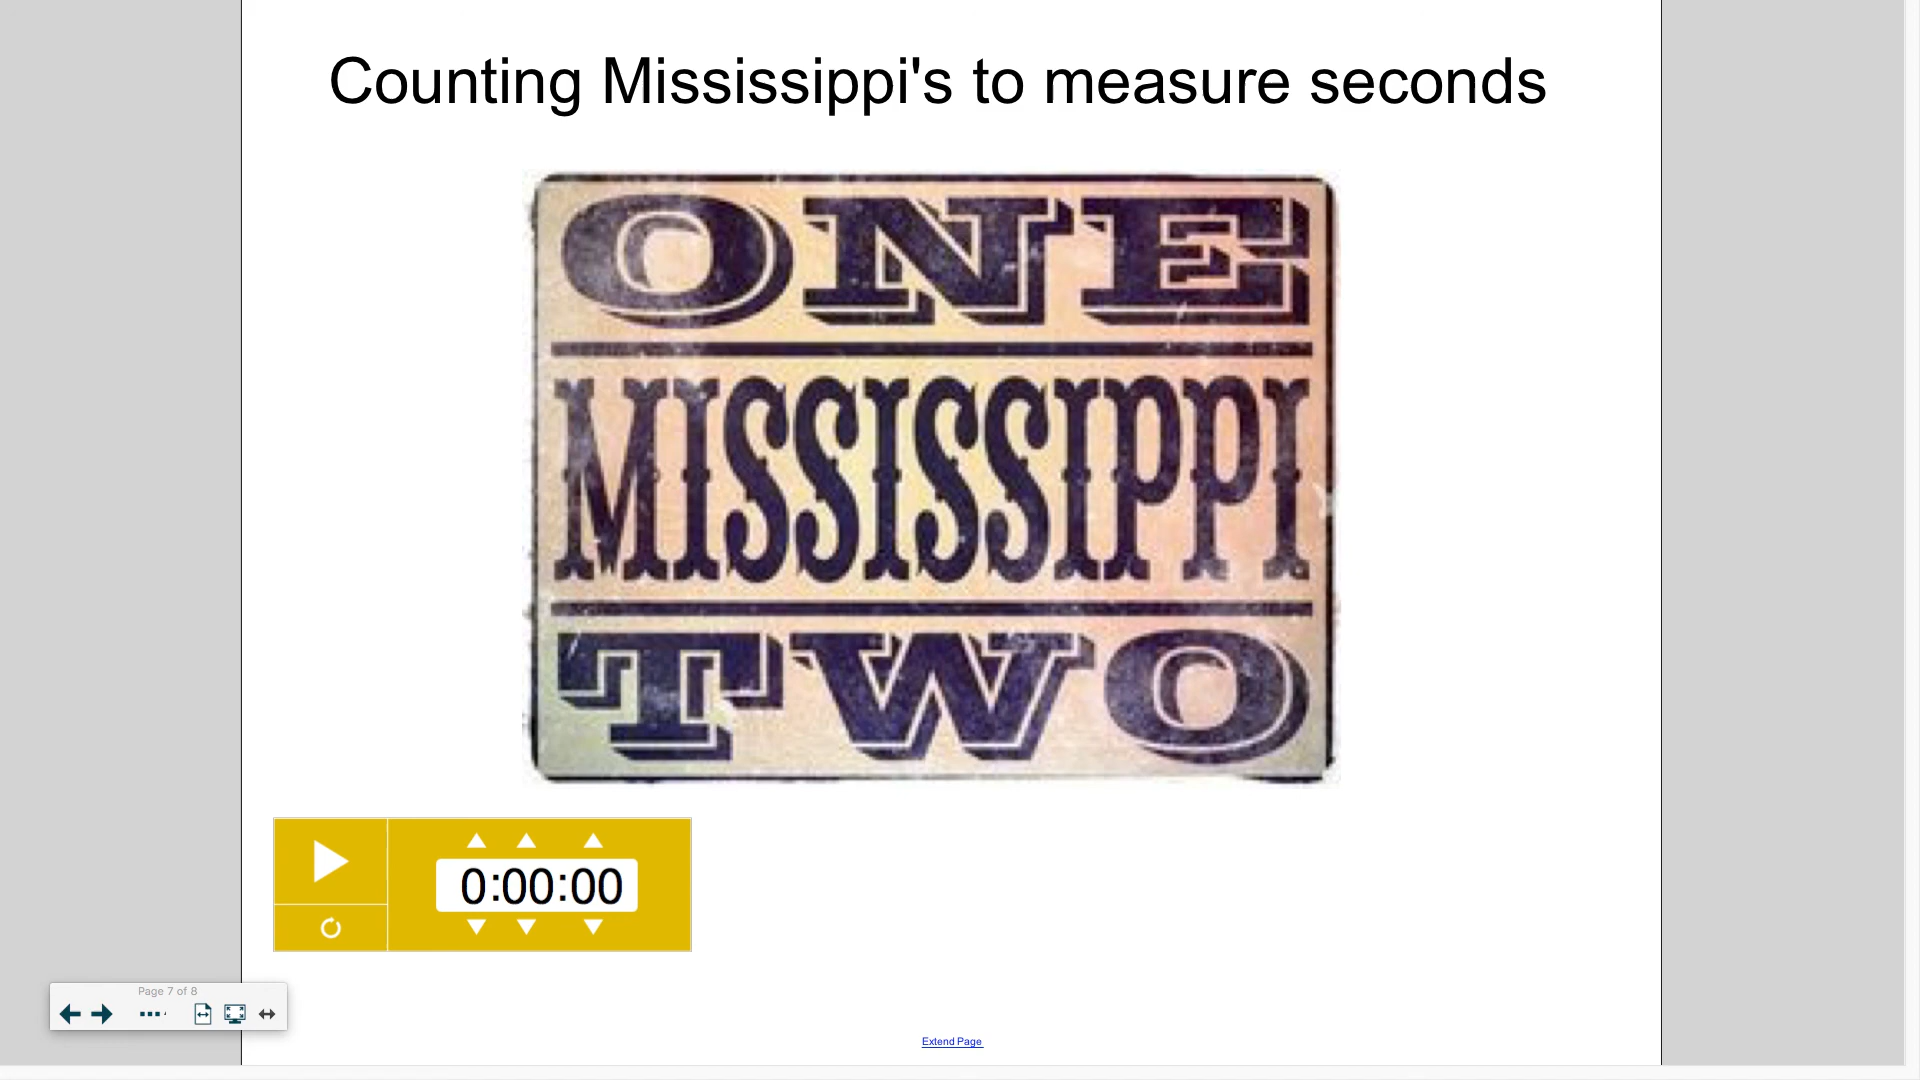 Counting Mississippi's to measure seconds
ONE
MISSISSIPPI
TWO
0:00:00
Page 7 of 8
Extend Page